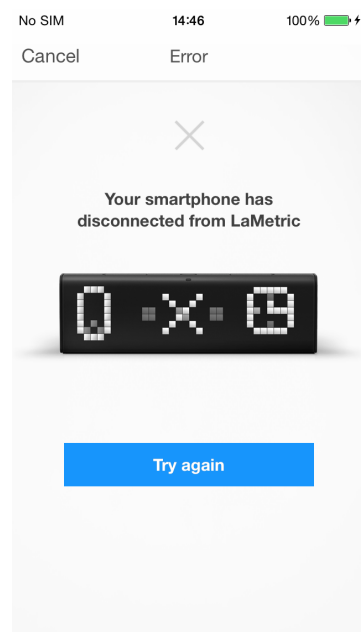 No SIM 14:46 100%
Cancel Error
Your smartphone has
disconnected from LaMetric
Try again